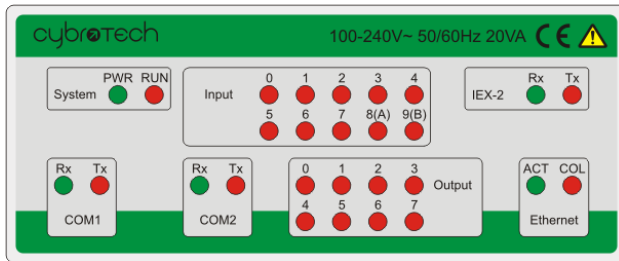 cybrotech
100-240V~ 50/60Hz 20VA CE
System PWR RUN
Input 0 1 2 3 4
5 6 7 8(A) 9(B)
IEX-2 Rx Tx
Rx Tx
COM1
Rx Tx
COM2
0 1 2 3 Output
4 5 6 7
ACT COL
Ethernet